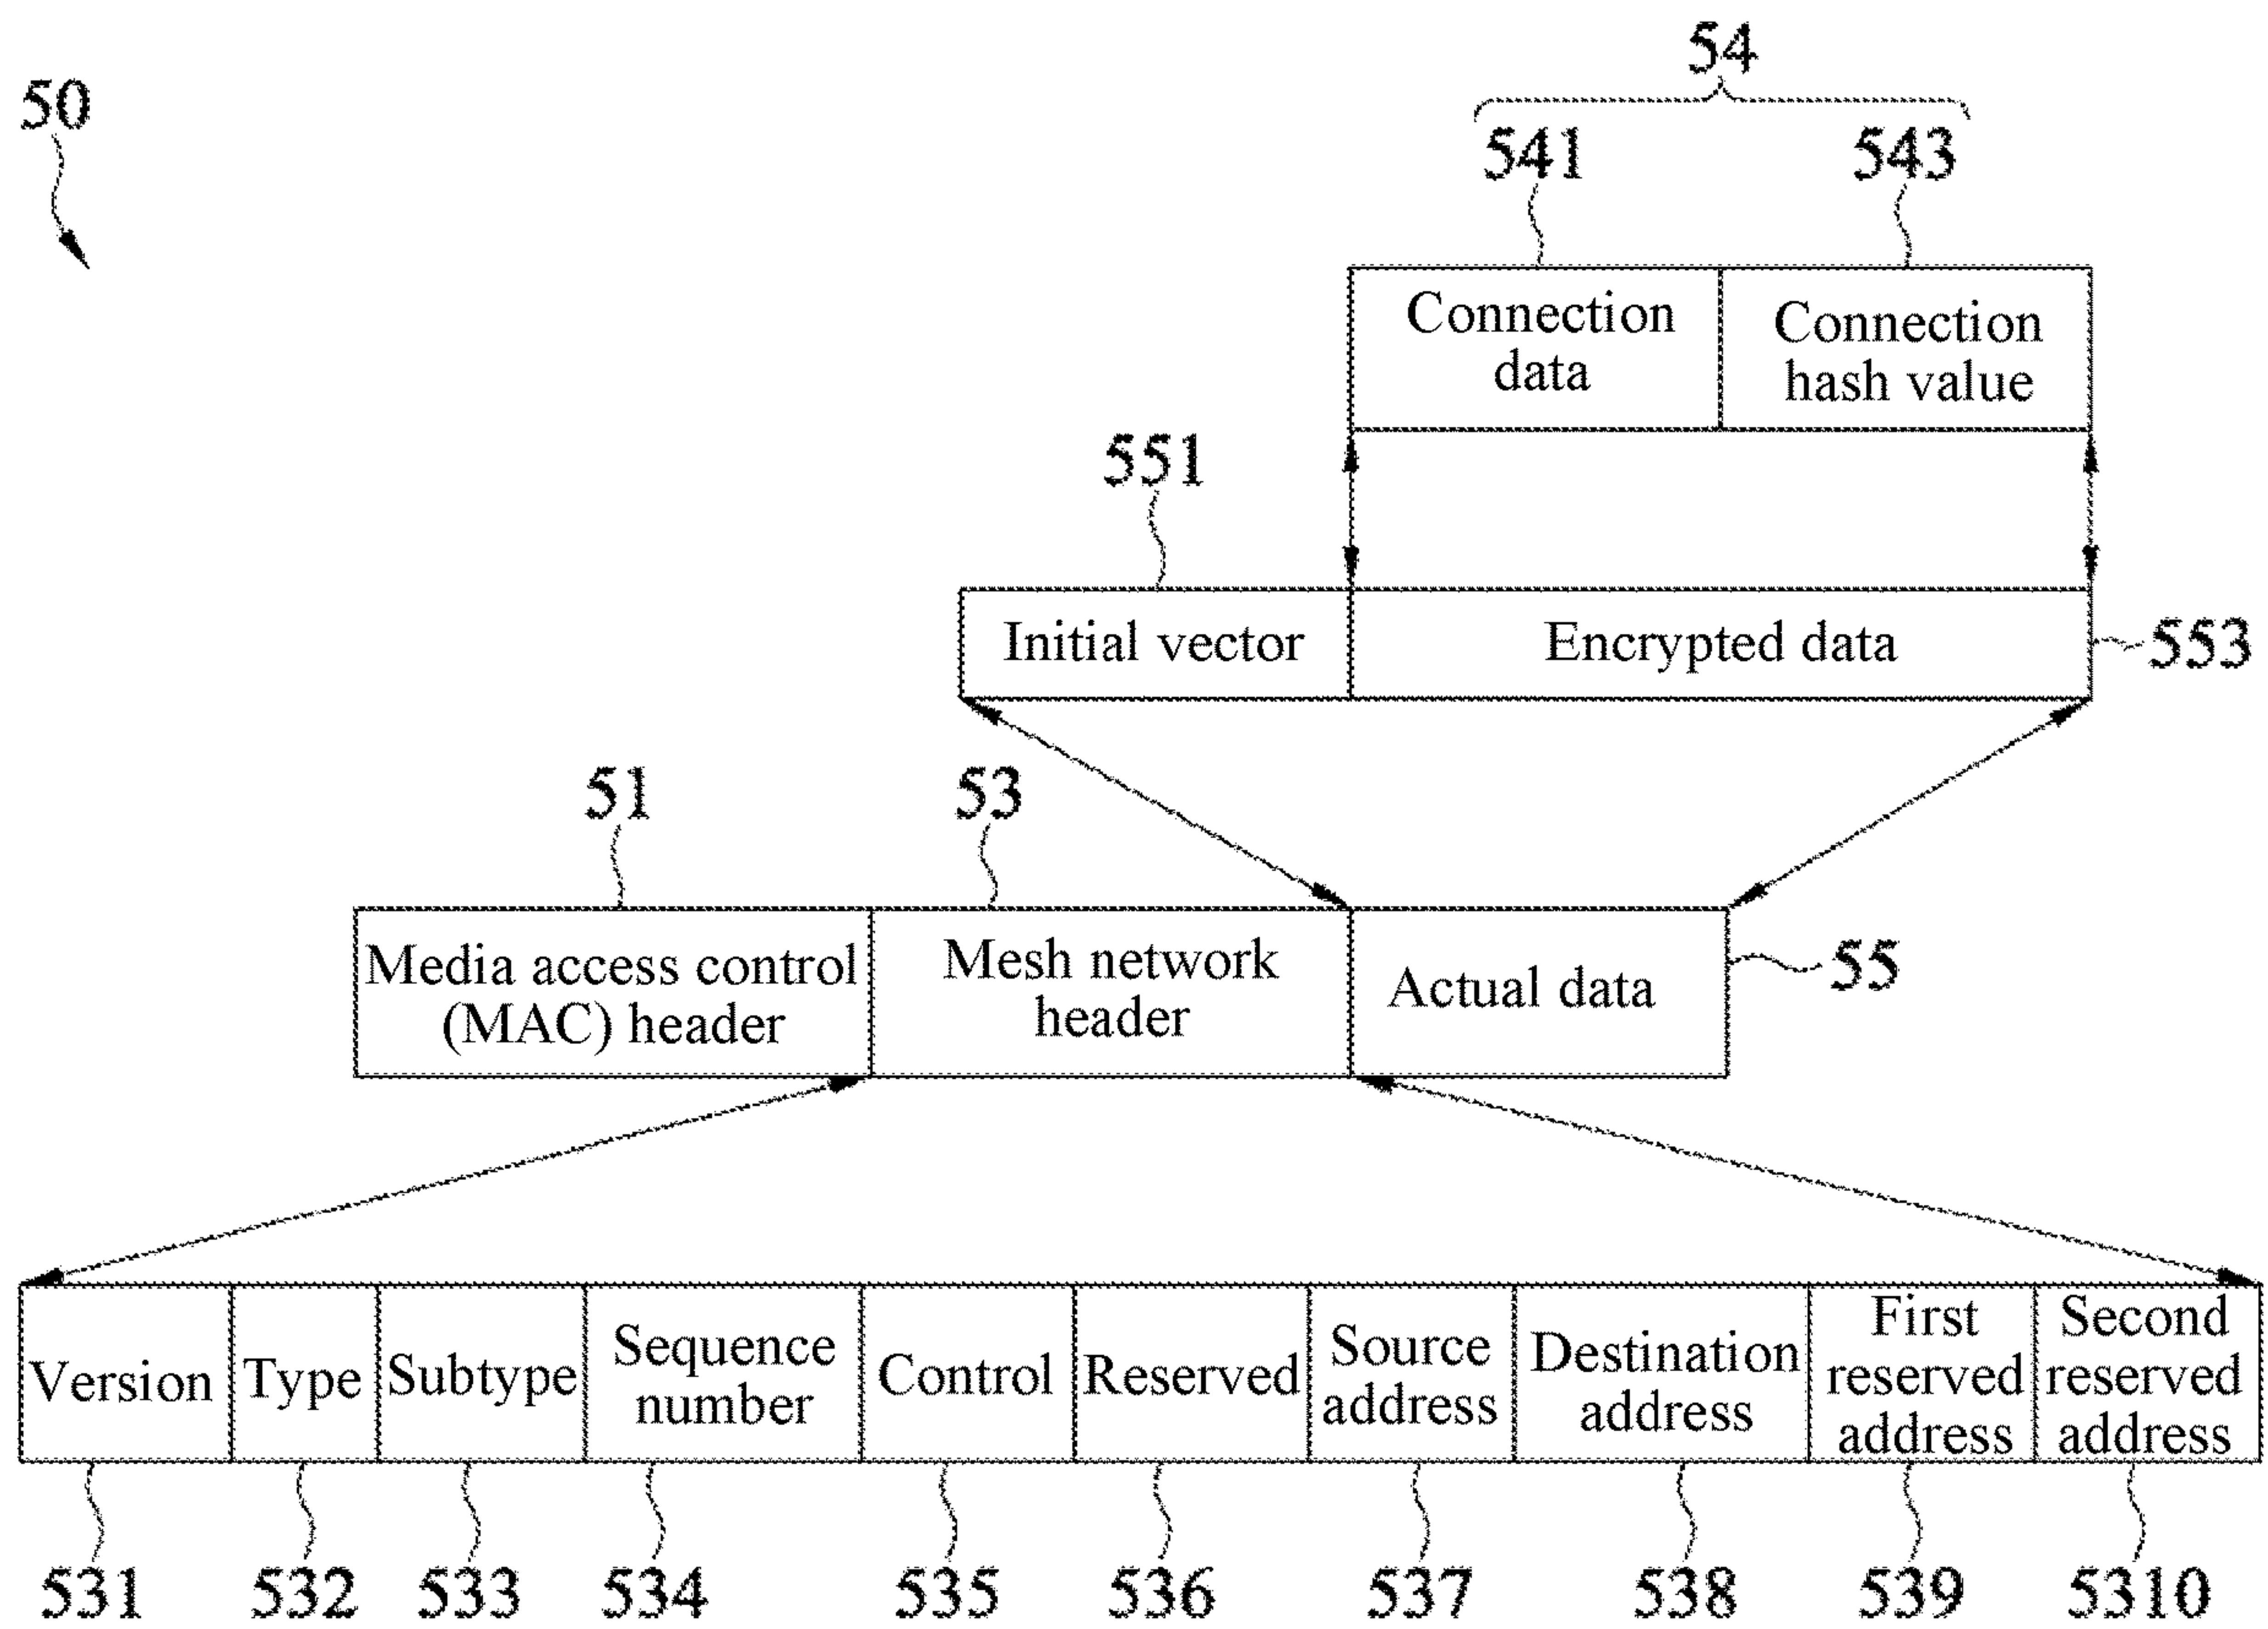 54
50
541
543
Connection
data
Connection
hash value
551
Initial vector
Encrypted data
553
51
53
Media access control
(MAC) header
Mesh network
header
Actual data
55
Version
Type
Subtype
Sequence
number
Control
Reserved
Source
address
Destination
address
First
reserved
address
Second
reserved
address
531
532
533
534
535
536
537
538
539
5310